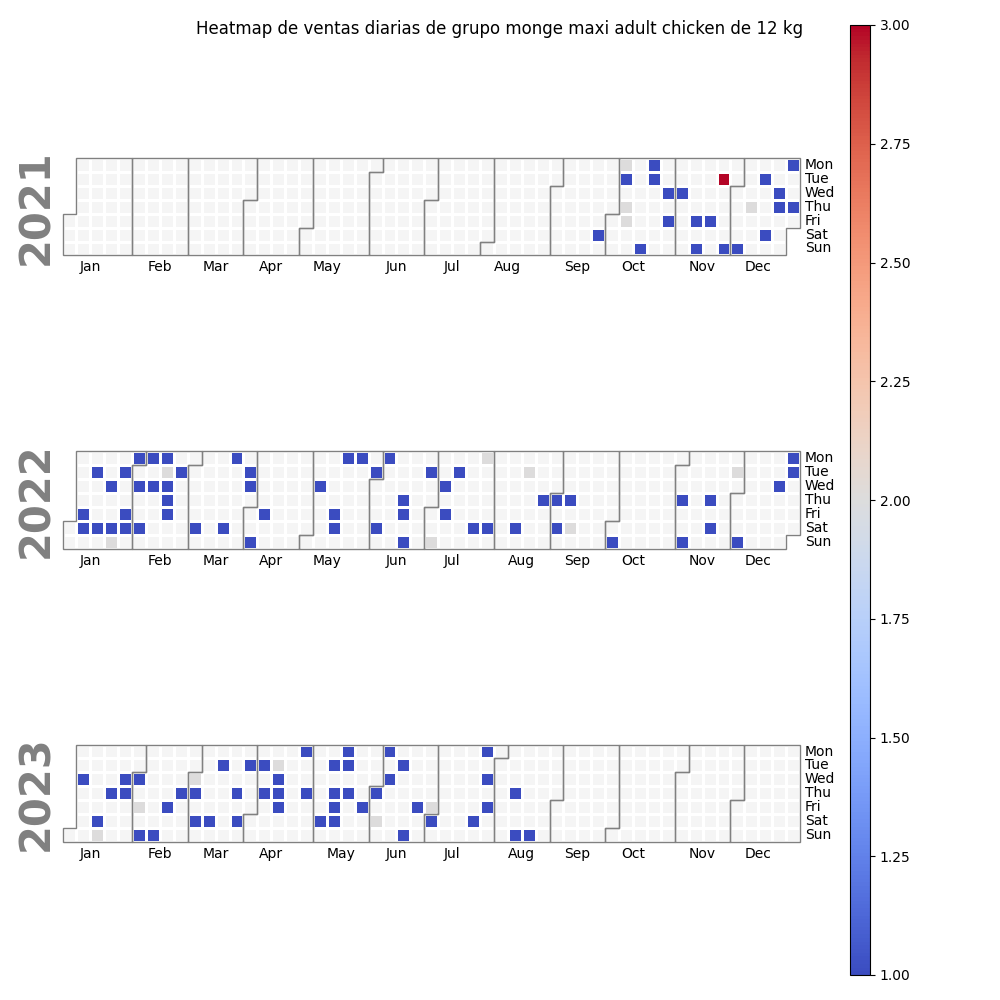 Heatmap de ventas diarias de grupo monge maxi adult chicken de 12 kg
2021
Mon
Tue
Wed
Thu
Fri
Sat
Sun
Jan Feb Mar Apr May Jun Jul Aug Sep Oct Nov Dec
2022
Mon
Tue
Wed
Thu
Fri
Sat
Sun
Jan Feb Mar Apr May Jun Jul Aug Sep Oct Nov Dec
2023
Mon
Tue
Wed
Thu
Fri
Sat
Sun
Jan Feb Mar Apr May Jun Jul Aug Sep Oct Nov Dec
3.00
2.75
2.50
2.25
2.00
1.75
1.50
1.25
1.00